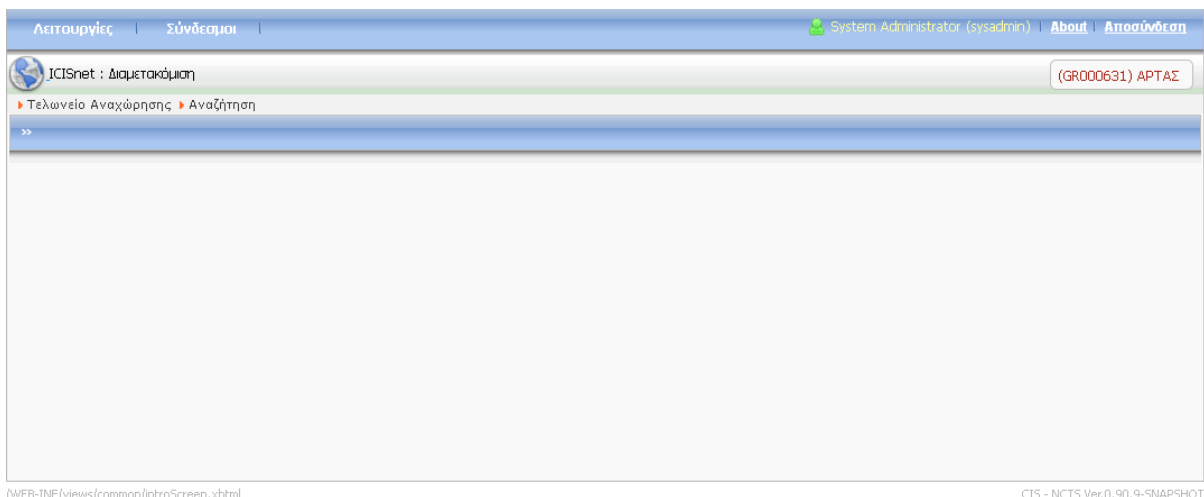 Λειτουργίες | Σύνδεσμοι | System Administrator (sysadmin) | About | Αποσύνδεση
ICISnet : Διαμετακόμιση (GR000631) ΑΡΤΑΣ
Τελωνείο Αναχώρησης Αναζήτηση
»
/WEB-INF/views/common/introScreen.xhtml CIS - NCTS Ver.0.90.9-SNAPSHOT